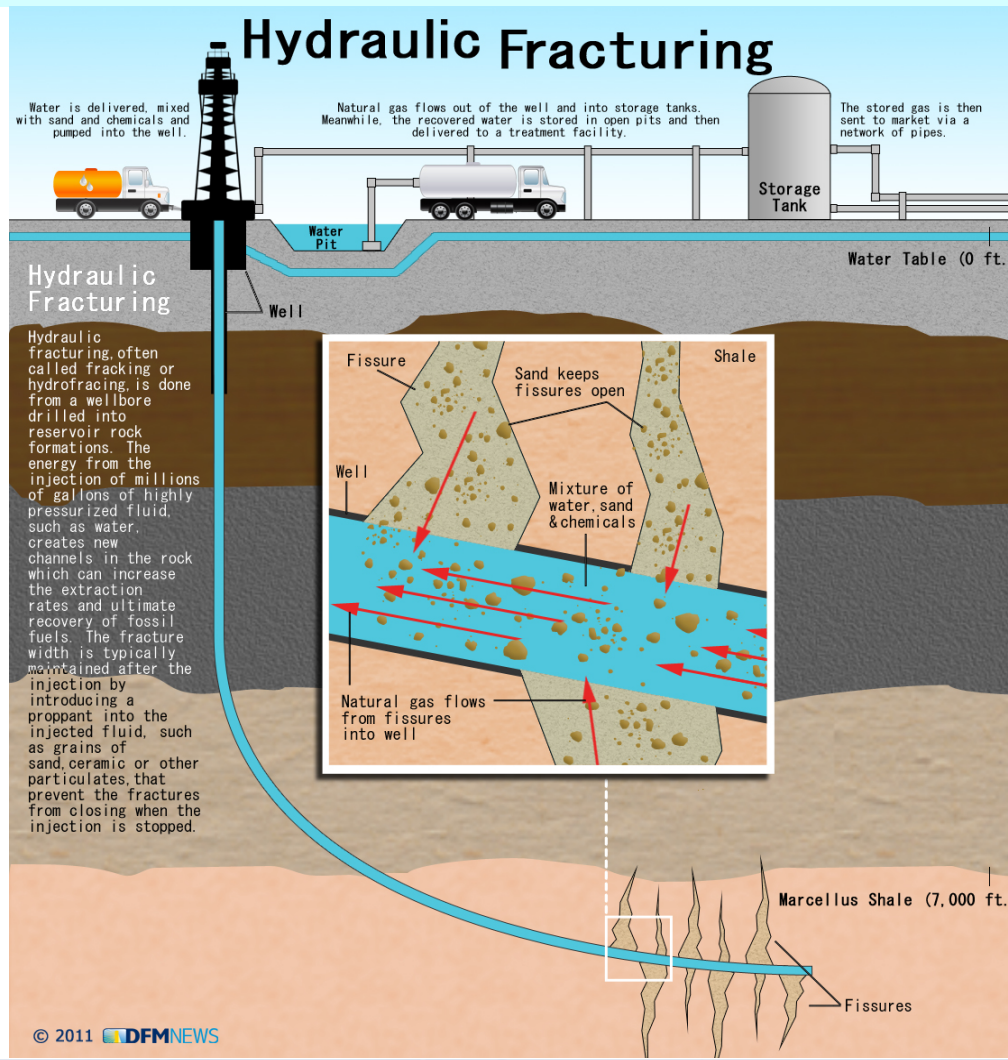 Hydraulic Fracturing
Water is delivered, mixed
with sand and chemicals and
pumped into the well.
Natural gas flows out of the well and into storage tanks.
Meanwhile, the recovered water is stored in open pits and then
delivered to a treatment facility.
The stored gas is then
sent to market via a
network of pipes.
Storage
Tank
Water
Pit
Water Table (0 ft.
Well
Hydraulic
Fracturing
Hydraulic
fracturing, often
called fracking or
hydrofracing, is done
from a wellbore
drilled into
reservoir rock
formations. The
energy from the
injection of millions
of gallons of highly
pressurized fluid,
such as water,
creates new
channels in the rock
which can increase
the extraction
rates and ultimate
recovery of fossil
fuels. The fracture
width is typically
maintained after the
injection by
introducing a
proppant into the
injected fluid, such
as grains of
sand, ceramic or other
particulates, that
prevent the fractures
from closing when the
injection is stopped.
Fissure
Shale
Sand keeps
fissures open
Well
Mixture of
water, sand
& chemicals
Natural gas flows
from fissures
into well
Marcellus Shale (7,000 ft.
Fissures
© 2011 DFMNEWS